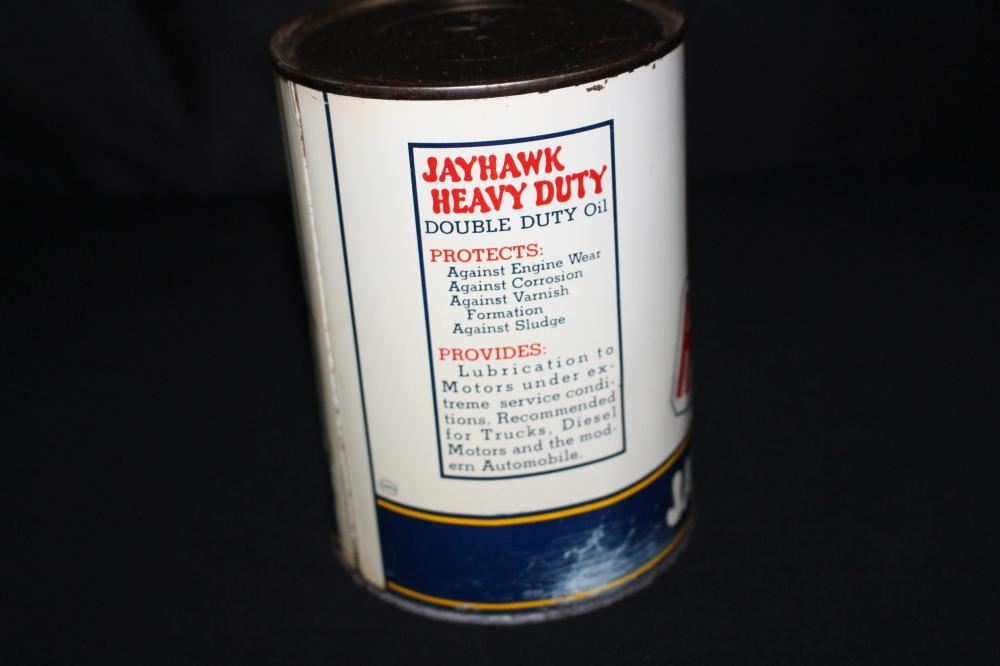 JAYHAWK
HEAVY DUTY
DOUBLE DUTY Oil
PROTECTS:
Against Engine Wear
Against Corrosion
Against Varnish
Formation
Against Sludge
PROVIDES:
Lubrication to
Motors under ex-
treme service condi-
tions. Recommended
for Trucks, Diesel
Motors and the mod-
ern Automobile.